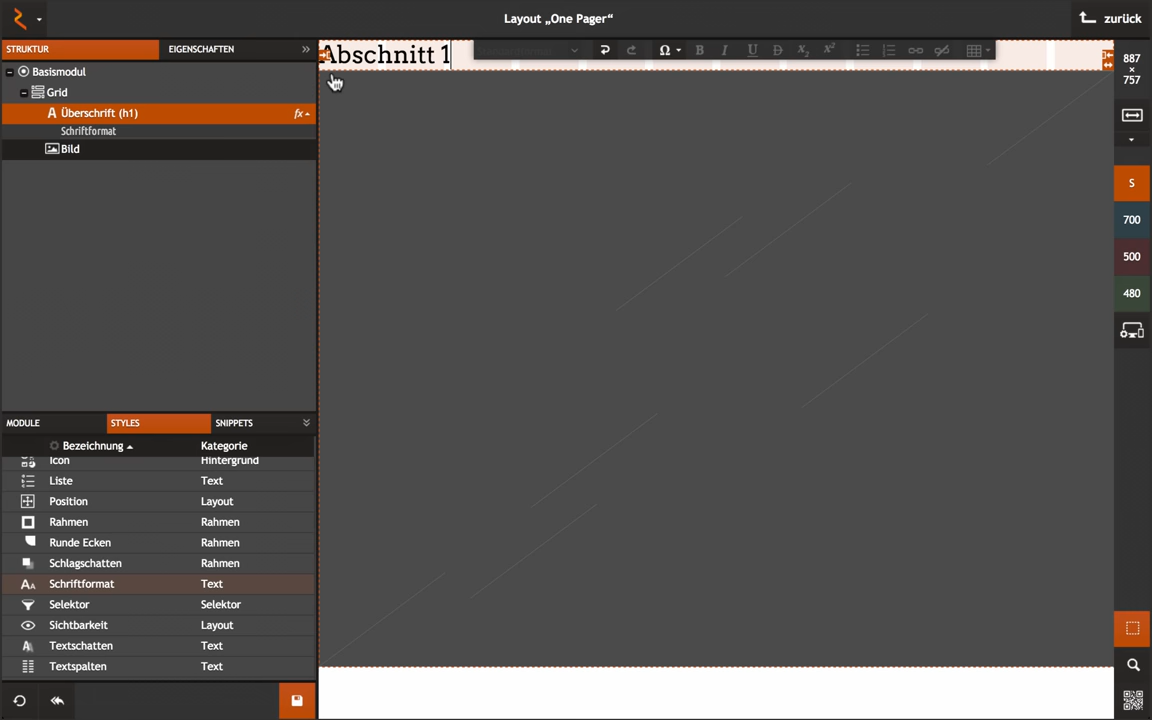 Layout „One Pager“
zurück
STRUKTUR
EIGENSCHAFTEN
Basismodul
Grid
A Überschrift (h1)
fx
Schriftformat
Bild
MODULE
STYLES
SNIPPETS
Bezeichnung
Kategorie
Icon
Hintergrund
Liste
Text
Position
Layout
Rahmen
Rahmen
Runde Ecken
Rahmen
Schlagschatten
Rahmen
Schriftformat
Text
Selektor
Selektor
Sichtbarkeit
Layout
Textschatten
Text
Textspalten
Text
Abschnitt 1
Ω
B
I
U
D
x₂
x²
887
×
757
S
700
500
480